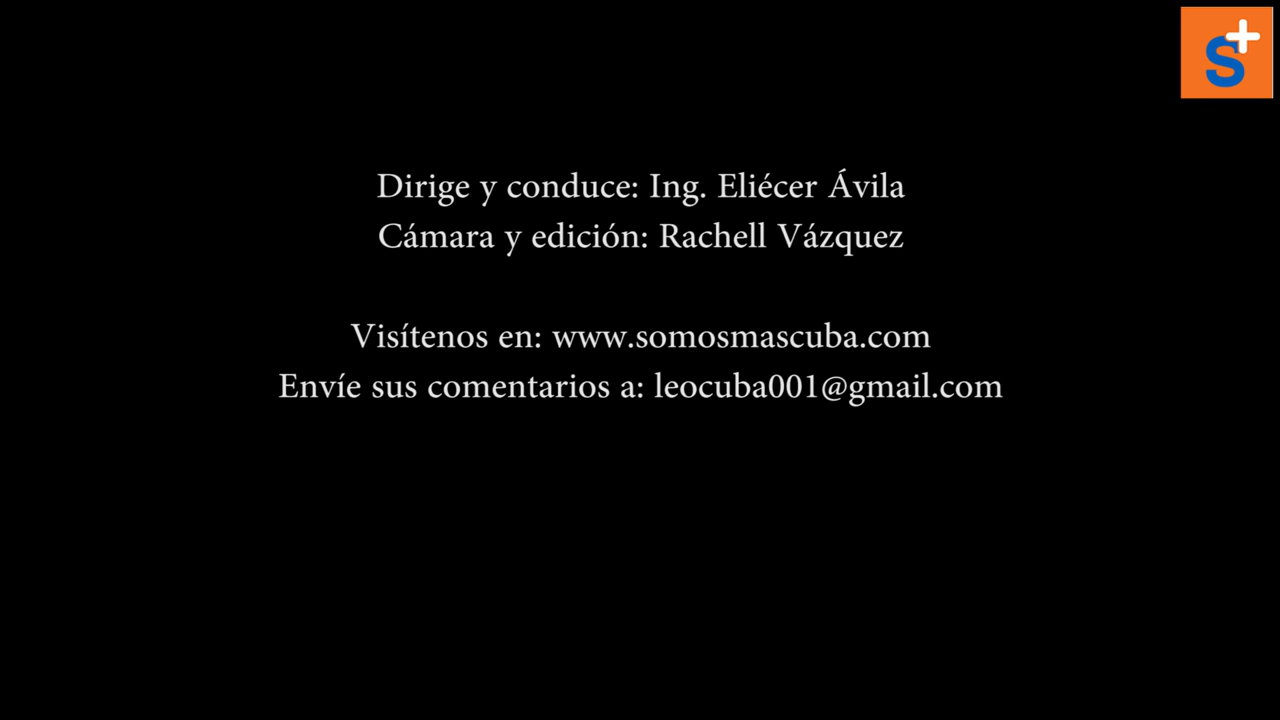 S+
Dirige y conduce: Ing. Eliécer Ávila
Cámara y edición: Rachell Vázquez
Visítenos en: www.somosmascuba.com
Envíe sus comentarios a: leocuba001@gmail.com